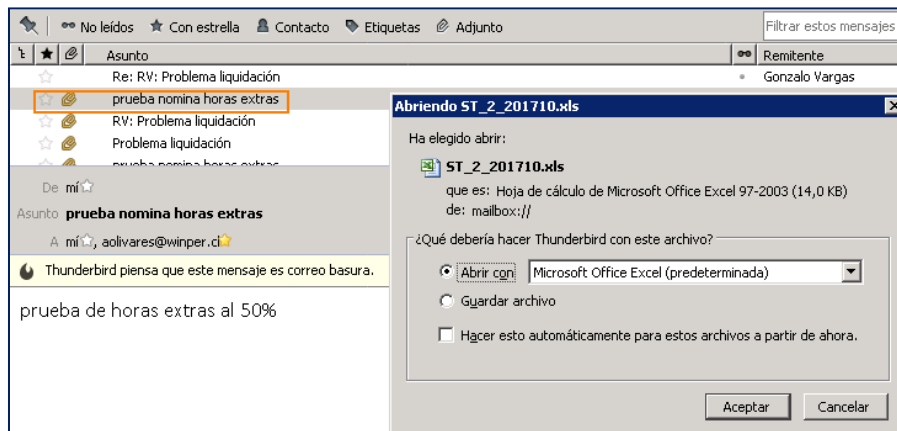 No leídos Con estrella Contacto Etiquetas Adjunto Filtrar estos mensajes
Asunto Remitente
Re: RV: Problema liquidación Gonzalo Vargas
prueba nomina horas extras
RV: Problema liquidación
Problema liquidación
prueba nomina horas extras
De mí
Asunto prueba nomina horas extras
A mí, aolivares@winper.cl
Thunderbird piensa que este mensaje es correo basura.
prueba de horas extras al 50%
Abriendo ST_2_201710.xls
Ha elegido abrir:
ST_2_201710.xls
que es: Hoja de cálculo de Microsoft Office Excel 97-2003 (14,0 KB)
de: mailbox://
¿Qué debería hacer Thunderbird con este archivo?
Abrir con Microsoft Office Excel (predeterminada)
Guardar archivo
Hacer esto automáticamente para estos archivos a partir de ahora.
Aceptar Cancelar